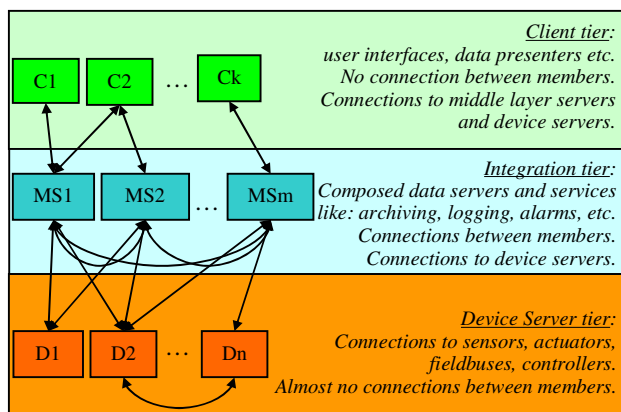 Client tier:
user interfaces, data presenters etc.
No connection between members.
Connections to middle layer servers
and device servers.
C1 C2 ... Ck
Integration tier:
Composed data servers and services
like: archiving, logging, alarms, etc.
Connections between members.
Connections to device servers.
MS1 MS2 ... MSm
Device Server tier:
Connections to sensors, actuators,
fieldbuses, controllers.
Almost no connections between members.
D1 D2 ... Dn